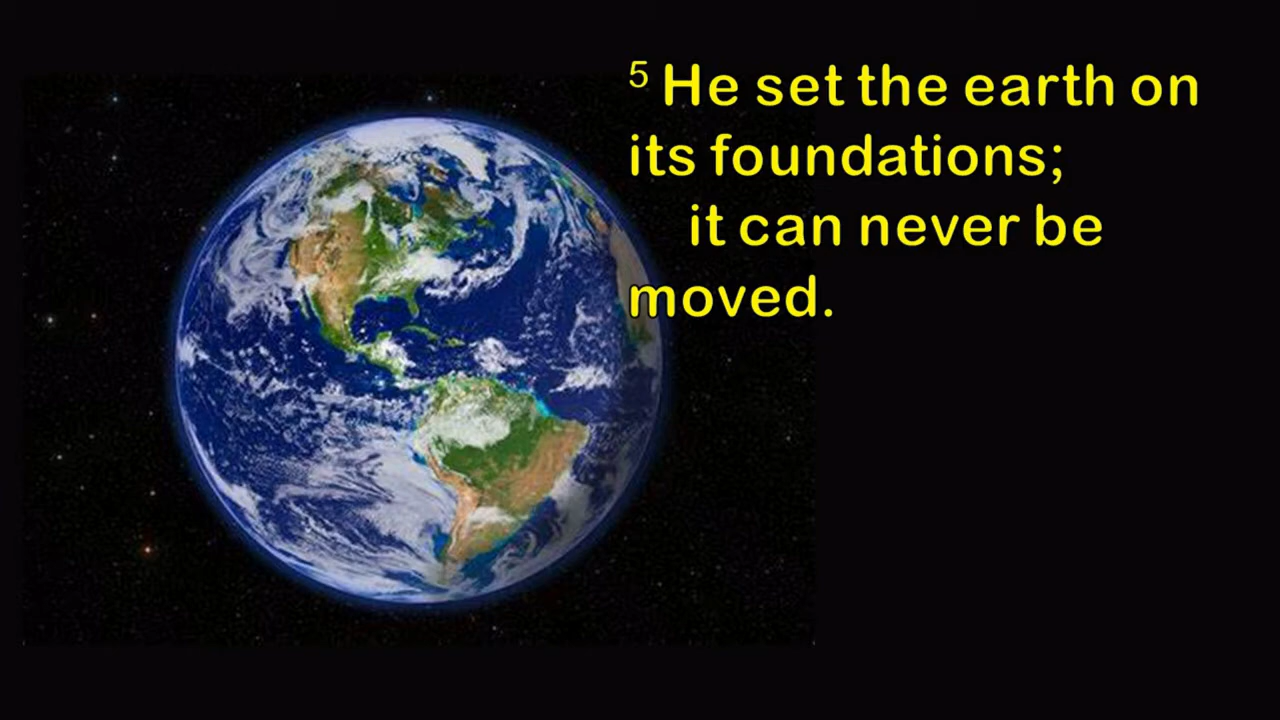 ⁵ He set the earth on
its foundations;
it can never be
moved.